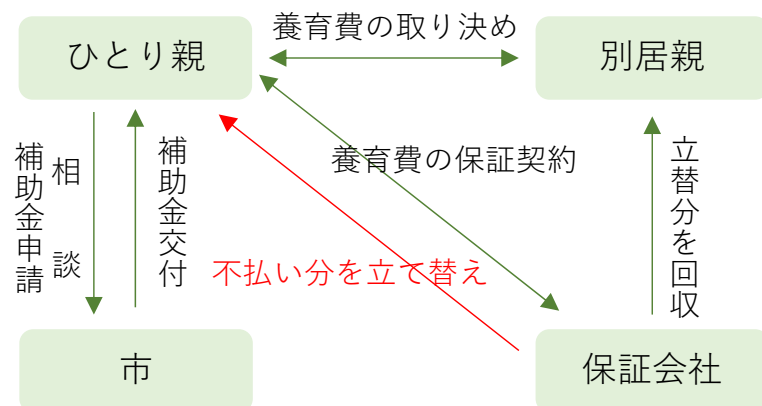 養育費の取り決め
ひとり親
別居親
養育費の保証契約
相談
補助金申請
補助金交付
立替分を回収
不払い分を立て替え
市
保証会社